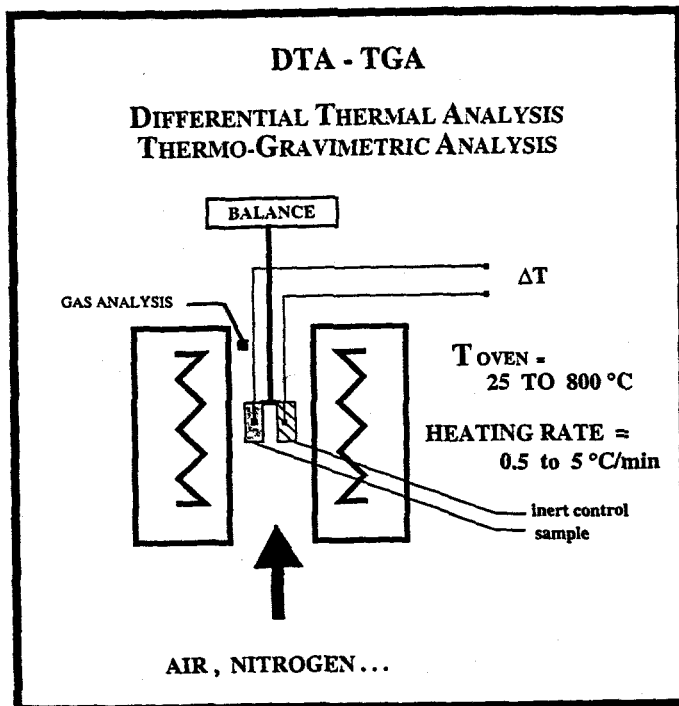 DTA - TGA
DIFFERENTIAL THERMAL ANALYSIS
THERMO-GRAVIMETRIC ANALYSIS
BALANCE
ΔT
GAS ANALYSIS
T OVEN =
25 TO 800 °C
HEATING RATE =
0.5 to 5 °C/min
inert control
sample
AIR , NITROGEN...